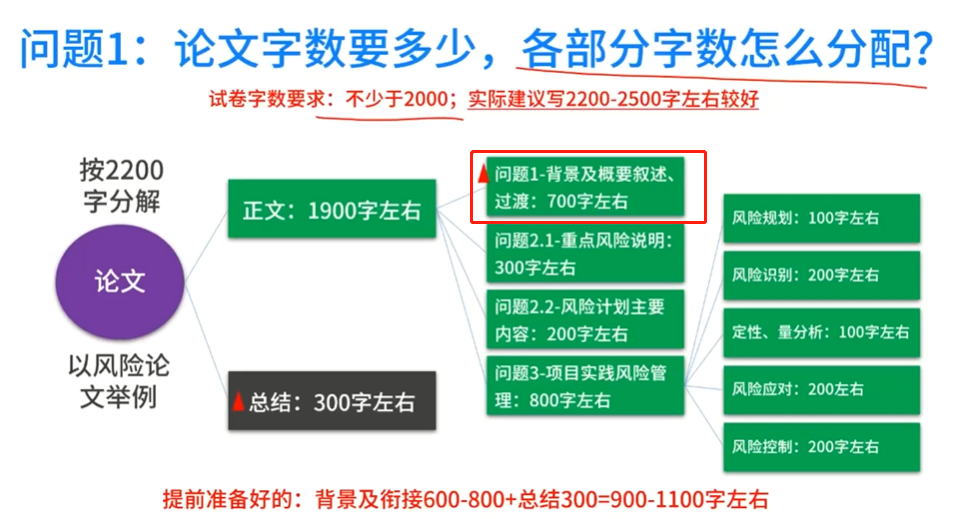 问题1：论文字数要多少，各部分字数怎么分配？
试卷字数要求：不少于2000；实际建议写2200-2500字左右较好
按2200
字分解
论文
以风险论
文举例
正文：1900字左右
总结：300字左右
问题1-背景及概要叙述、
过渡：700字左右
问题2.1-重点风险说明：
300字左右
问题2.2-风险计划主要
内容：200字左右
问题3-项目实践风险管
理：800字左右
风险规划：100字左右
风险识别：200字左右
定性、量分析：100字左右
风险应对：200左右
风险控制：200字左右
提前准备好的：背景及衔接600-800+总结300=900-1100字左右